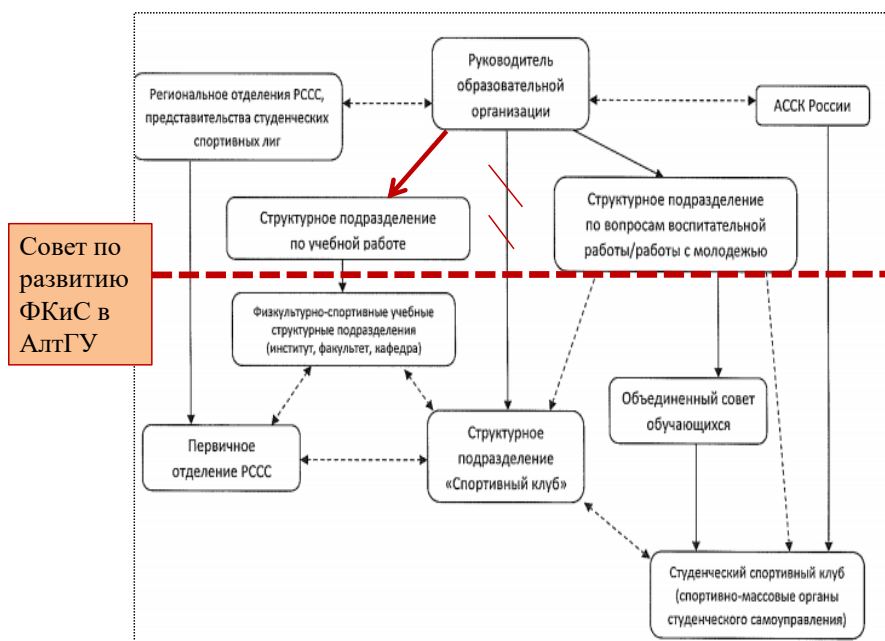 Руководитель
образовательной
организации
Региональное отделения РССС,
представительства студенческих
спортивных лиг
АССК России
Структурное подразделение
по учебной работе
Структурное подразделение
по вопросам воспитательной
работы/работы с молодежью
Совет по
развитию
ФКиС в
АлтГУ
Физкультурно-спортивные учебные
структурные подразделения
(институт, факультет, кафедра)
Объединенный совет
обучающихся
Первичное
отделение РССС
Структурное
подразделение
«Спортивный клуб»
Студенческий спортивный клуб
(спортивно-массовые органы
студенческого самоуправления)